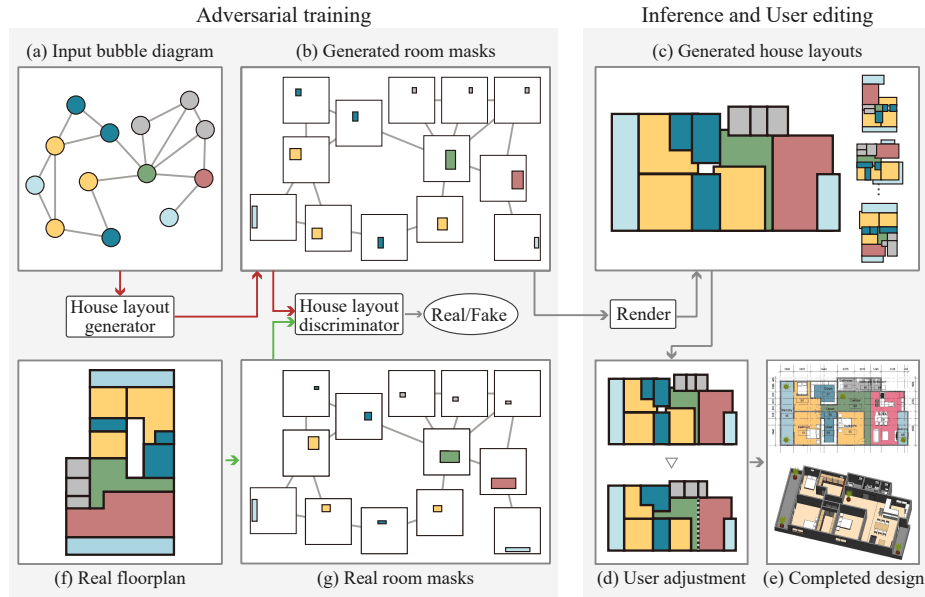 Adversarial training
Inference and User editing
(a) Input bubble diagram
(b) Generated room masks
(c) Generated house layouts
House layout
generator
House layout
discriminator
Real/Fake
Render
(f) Real floorplan
(g) Real room masks
(d) User adjustment
(e) Completed design